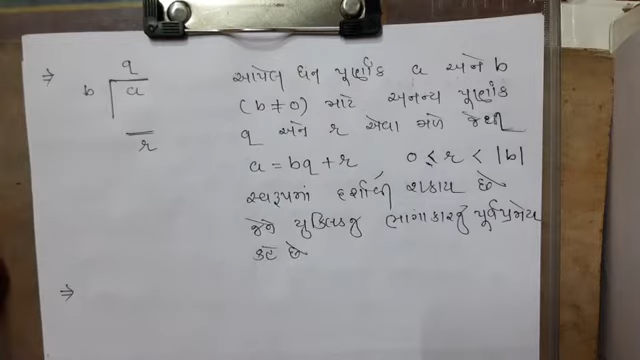 ⇒ q
b a
r
આપેલ ધન પૂર્ણાંક a અને b
(b ≠ 0) માટે અનન્ય પૂર્ણાંક
q અને r એવા મળે જેથી
a = bq + r 0 ≤ r < |b|
સ્વરૂપમાં દર્શાવી શકાય છે
જેને યુક્લિડનું ભાગાકારનું પૂર્વપ્રમેય
કહે છે
⇒